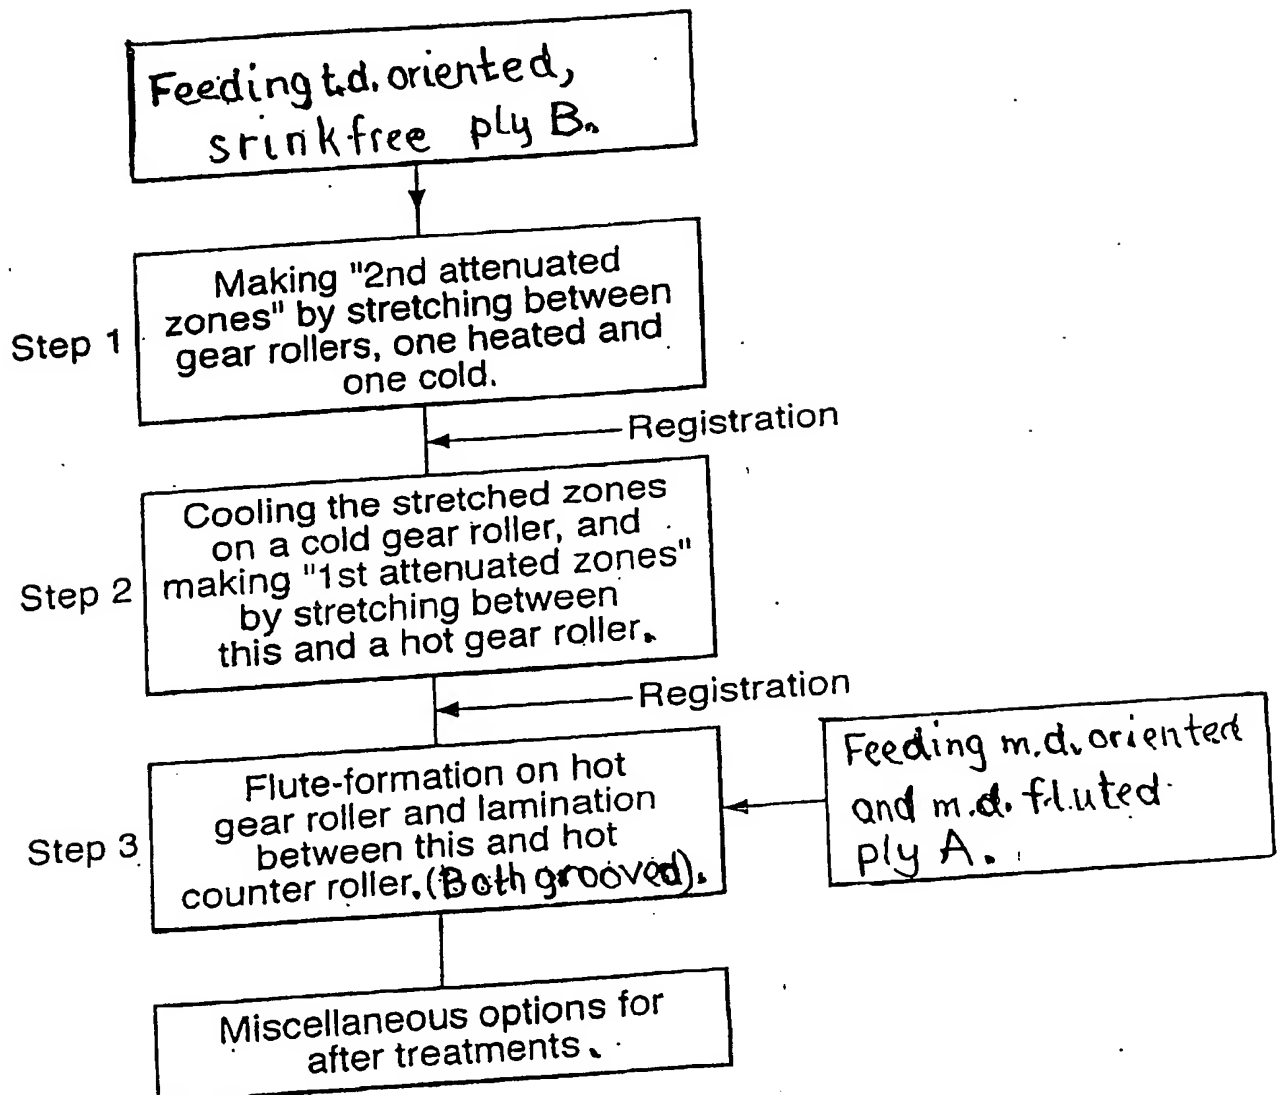 Feeding t.d. oriented,
srinkfree ply B.
Step 1
Making "2nd attenuated
zones" by stretching between
gear rollers, one heated and
one cold.
Registration
Step 2
Cooling the stretched zones
on a cold gear roller, and
making "1st attenuated zones"
by stretching between
this and a hot gear roller.
Registration
Step 3
Flute-formation on hot
gear roller and lamination
between this and hot
counter roller.(Both grooved).
Feeding m.d. oriented
and m.d. fluted
ply A.
Miscellaneous options for
after treatments.